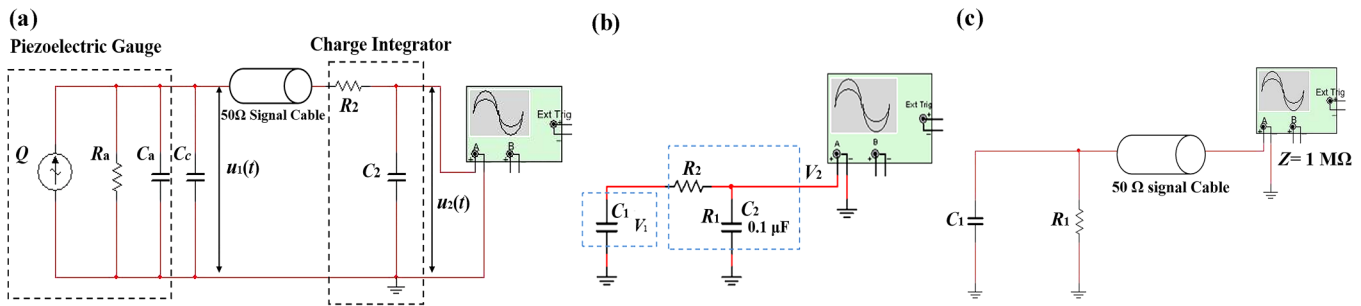 (a)
Piezoelectric Gauge
Charge Integrator
50Ω Signal Cable
R2
Ext Trig
A
B
Q
Ra
Ca
Cc
u1(t)
C2
u2(t)
(b)
Ext Trig
A
B
R2
V2
C1
V1
R1
C2
0.1 µF
(c)
Ext Trig
A
B
Z= 1 MΩ
50 Ω signal Cable
C1
R1